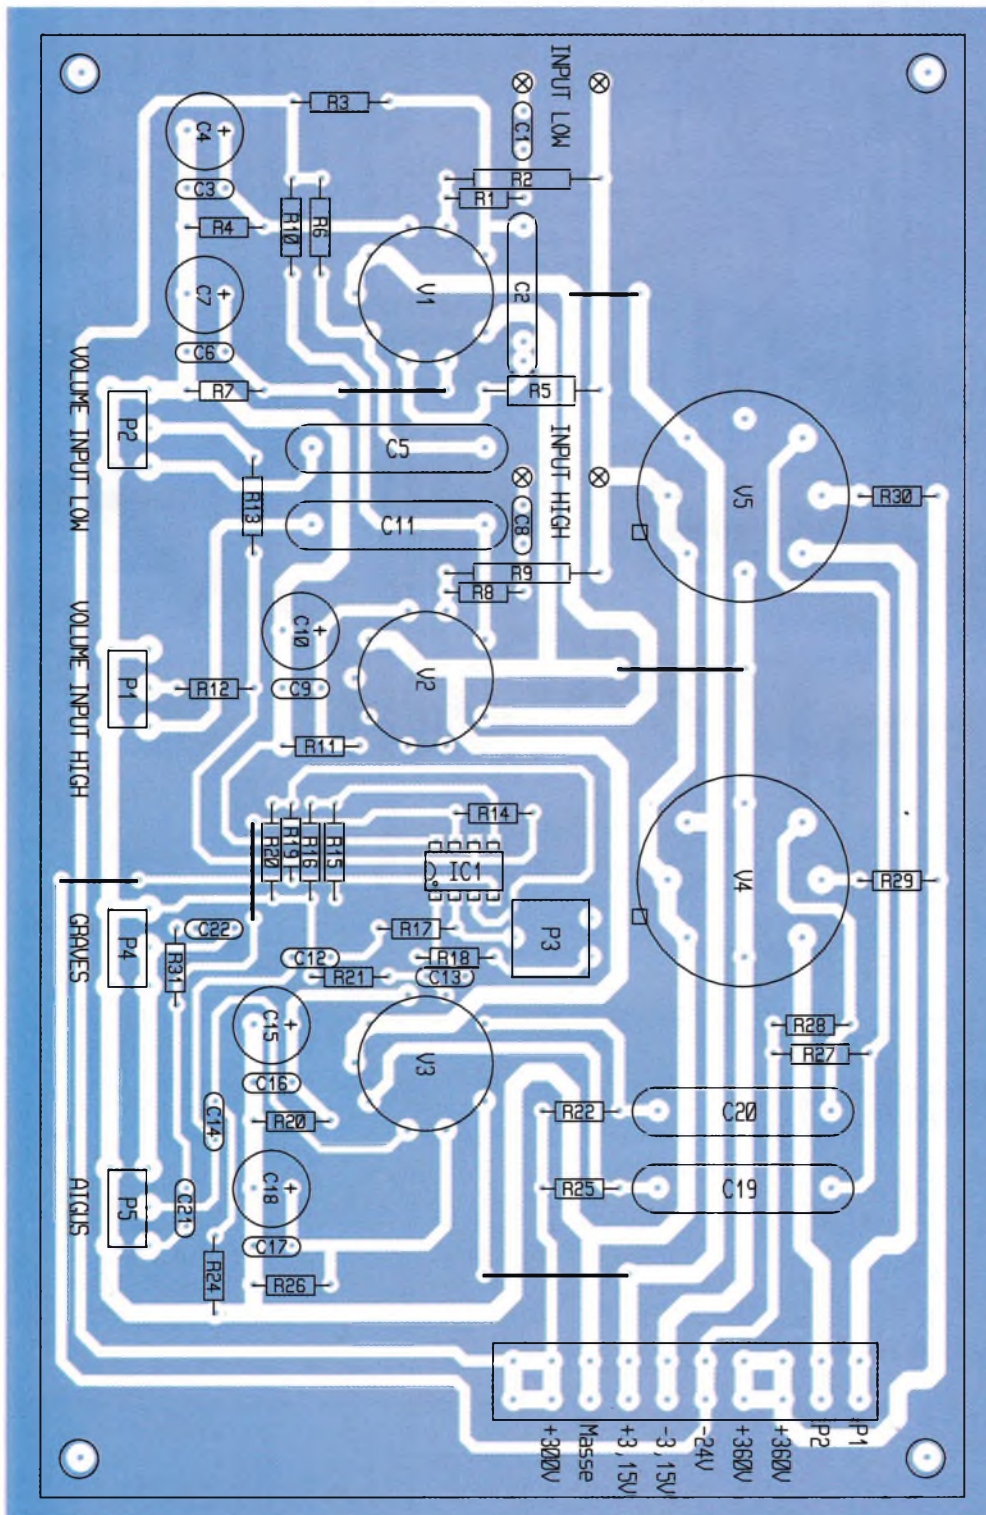 INPUT LOW
R3
C4
+
C1
C3
R2
R1
R4
R10
R6
C7
+
V1
C2
C6
R7
R5
VOLUME INPUT LOW
P2
INPUT HIGH
C5
V5
R30
R13
C11
C8
R9
R8
C10
+
V2
VOLUME INPUT HIGH
P1
R12
C9
R11
R14
R20
R19
R16
R15
IC1
V4
R29
GRAVES
P4
C22
R31
R17
P3
C12
R18
R21
C13
C15
+
R28
V3
R27
C16
C14
R20
R22
C20
AIGUS
P5
C21
C18
+
R25
C19
C17
R24
R26
+300V
Masse
+3,15V
-3,15V
-24V
+360V
+360V
P2
P1